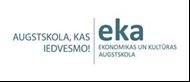 AUGSTSKOLA, KAS
IEDVESMO!
eka
EKONOMIKAS UN KULTŪRAS
AUGSTSKOLA